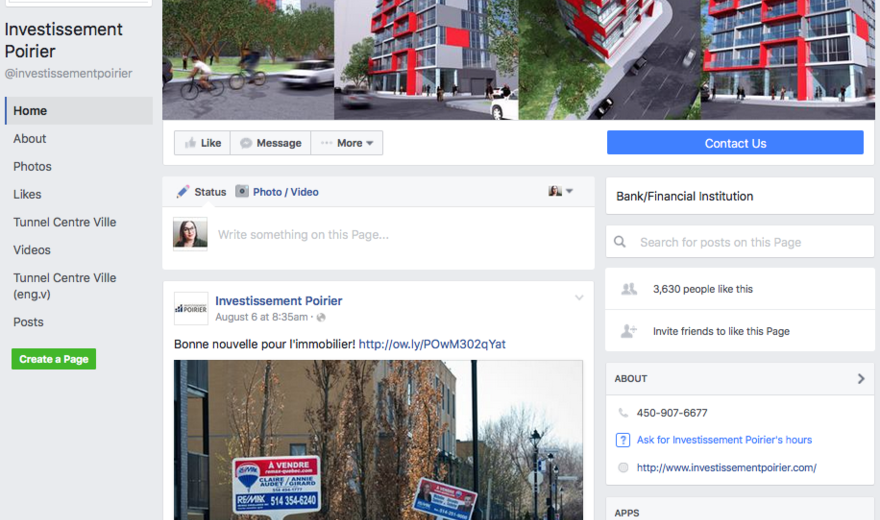 Investissement
Poirier
@investissementpoirier
Home
About
Photos
Likes
Tunnel Centre Ville
Videos
Tunnel Centre Ville
(eng.v)
Posts
Create a Page
Like
Message
More
Contact Us
Status
Photo / Video
Write something on this Page...
POIRIER
Investissement Poirier
August 6 at 8:35am ·
Bonne nouvelle pour l'immobilier! http://ow.ly/POwM302qYat
À VENDRE
remax-quebec.com
RE/MAX
CLAIRE / ANNIE
AUDET / GIRARD
RE/MAX
514 354-6240
À VENDRE
Bank/Financial Institution
Search for posts on this Page
3,630 people like this
Invite friends to like this Page
ABOUT
450-907-6677
Ask for Investissement Poirier's hours
http://www.investissementpoirier.com/
APPS